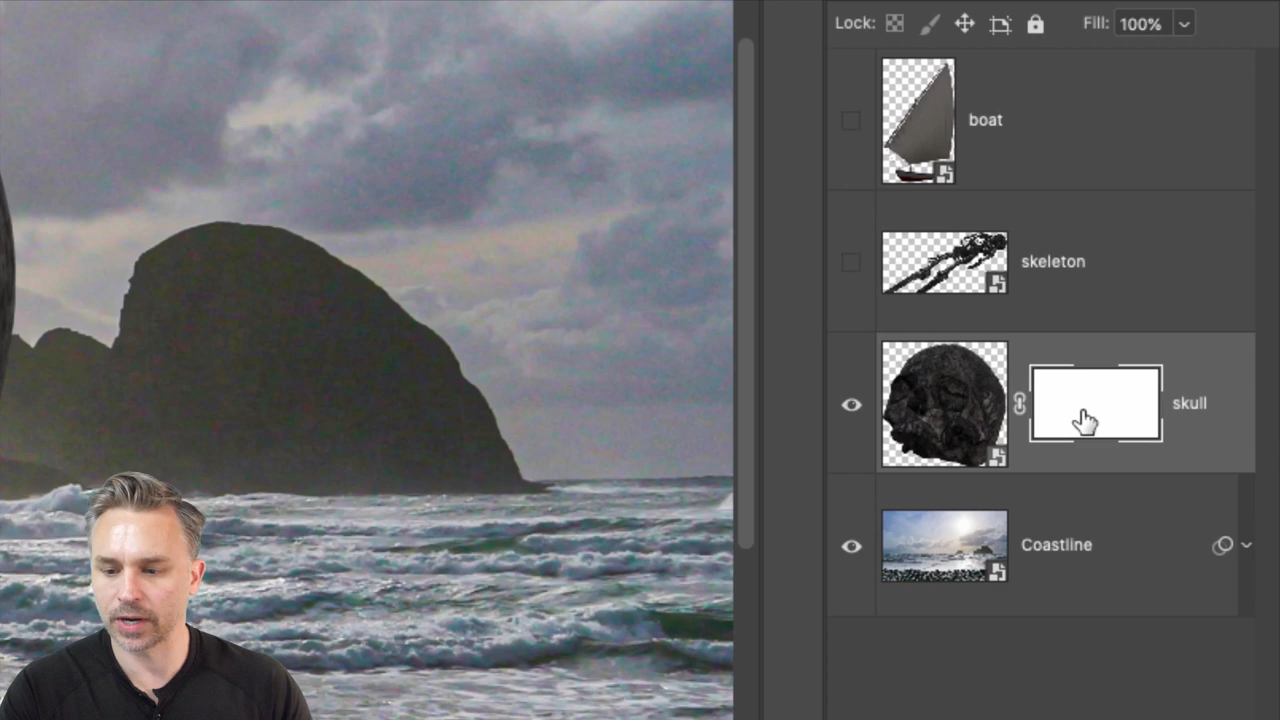 Lock:
Fill: 100%
boat
skeleton
skull
Coastline